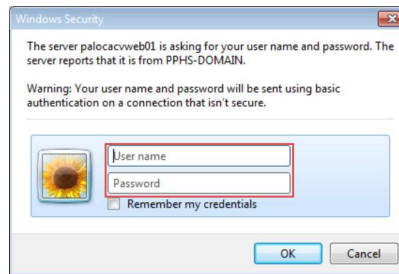 Windows Security
The server palocacvweb01 is asking for your user name and password. The
server reports that it is from PPHS-DOMAIN.
Warning: Your user name and password will be sent using basic
authentication on a connection that isn't secure.
User name
Password
Remember my credentials
OK Cancel